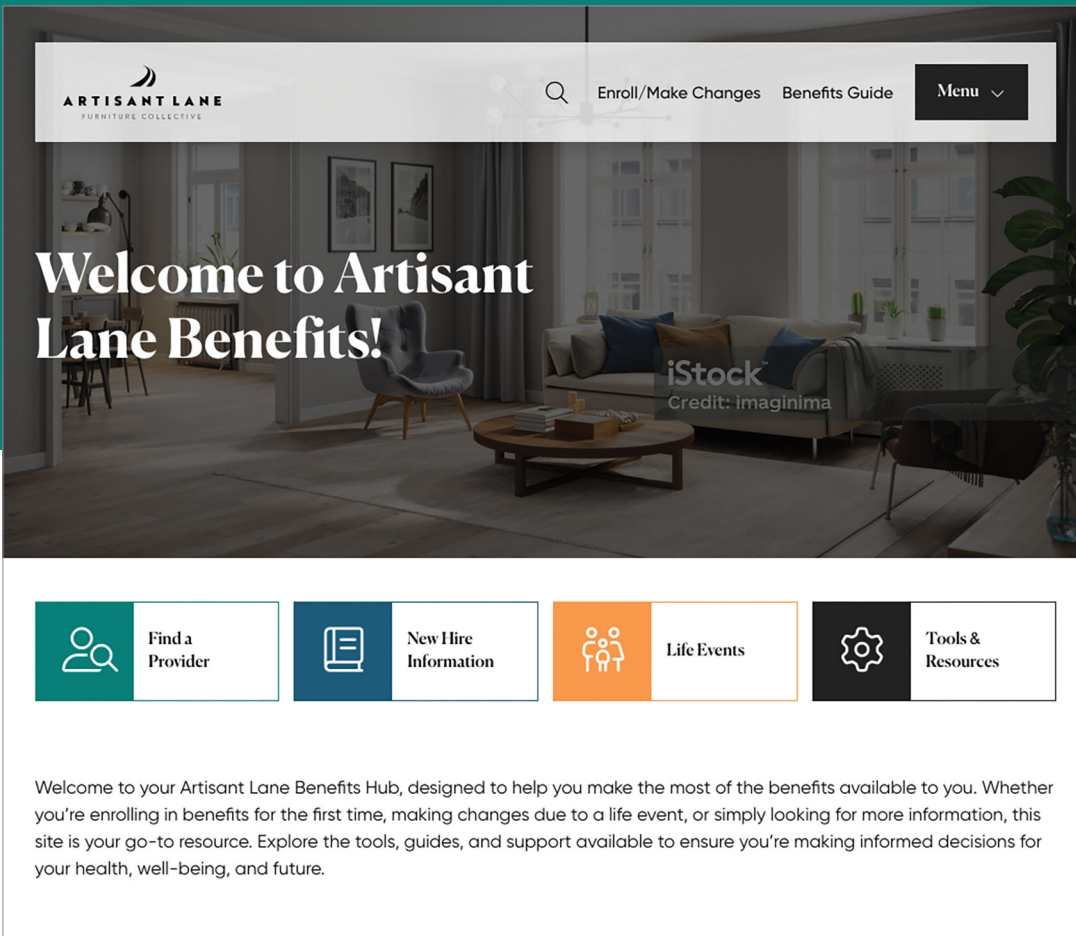 ARTISANT LANE
FURNITURE COLLECTIVE
Enroll/Make Changes
Benefits Guide
Menu
Welcome to Artisant
Lane Benefits!
iStock™
Credit: imaginima
Find a
Provider
New Hire
Information
Life Events
Tools &
Resources
Welcome to your Artisant Lane Benefits Hub, designed to help you make the most of the benefits available to you. Whether
you’re enrolling in benefits for the first time, making changes due to a life event, or simply looking for more information, this
site is your go-to resource. Explore the tools, guides, and support available to ensure you’re making informed decisions for
your health, well-being, and future.